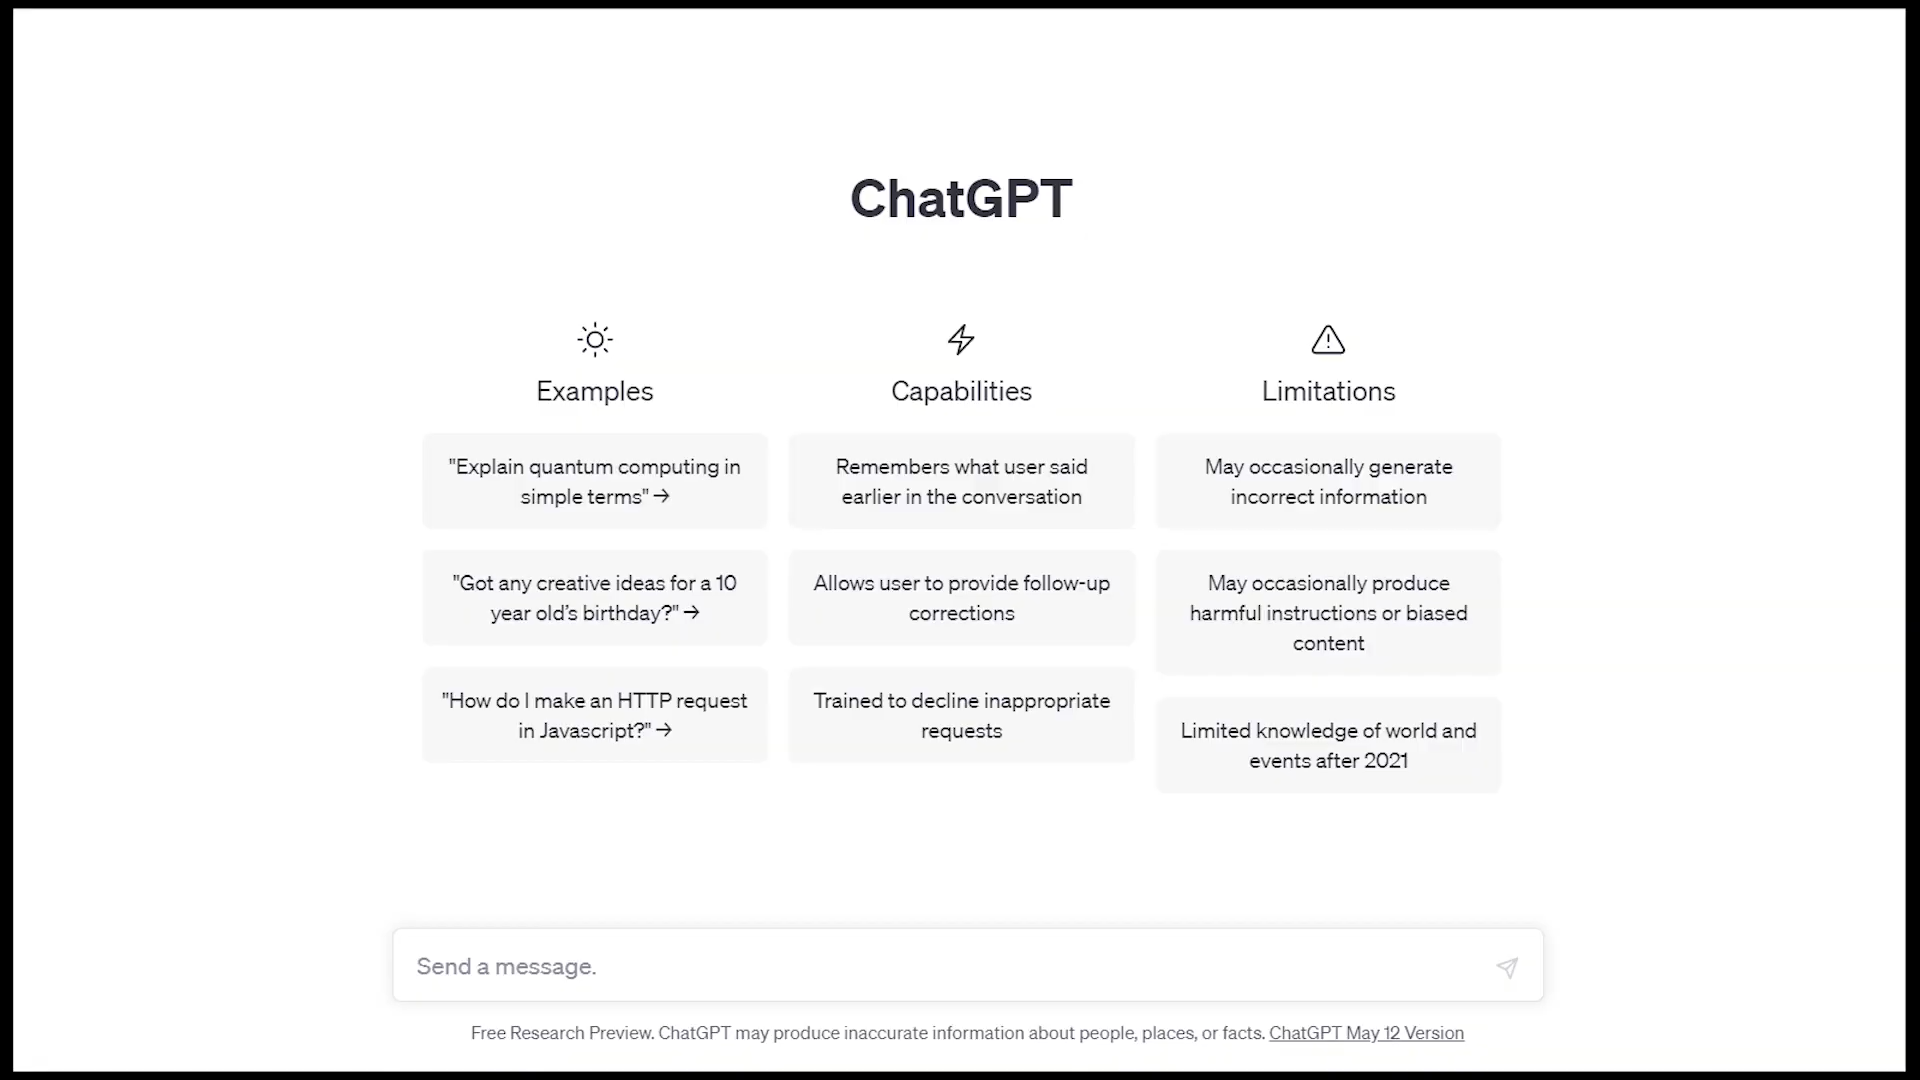 ChatGPT
Examples
"Explain quantum computing in
simple terms" →
"Got any creative ideas for a 10
year old’s birthday?" →
"How do I make an HTTP request
in Javascript?" →
Capabilities
Remembers what user said
earlier in the conversation
Allows user to provide follow-up
corrections
Trained to decline inappropriate
requests
Limitations
May occasionally generate
incorrect information
May occasionally produce
harmful instructions or biased
content
Limited knowledge of world and
events after 2021
Send a message.
Free Research Preview. ChatGPT may produce inaccurate information about people, places, or facts. ChatGPT May 12 Version